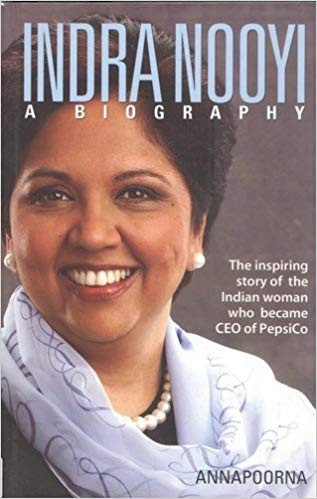 INDRA NOOYI
A BIOGRAPHY
The inspiring
story of the
Indian woman
who became
CEO of PepsiCo
ANNAPOORNA